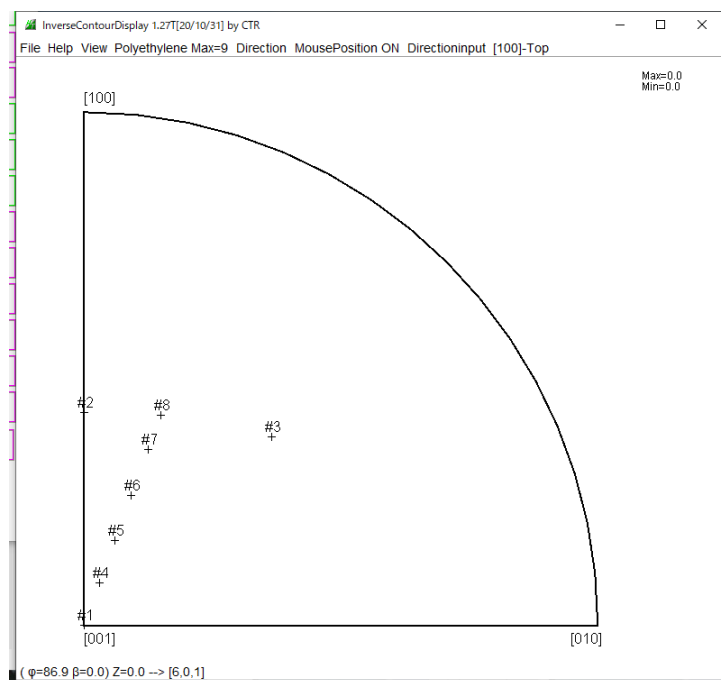 InverseContourDisplay 1.27T[20/10/31] by CTR
File Help View Polyethylene Max=9 Direction MousePosition ON Directioninput [100]-Top
Max=0.0
Min=0.0
[100]
#2
#8
#3
#7
#6
#5
#4
#1
[001]
[010]
( φ=86.9 β=0.0) Z=0.0 --> [6,0,1]